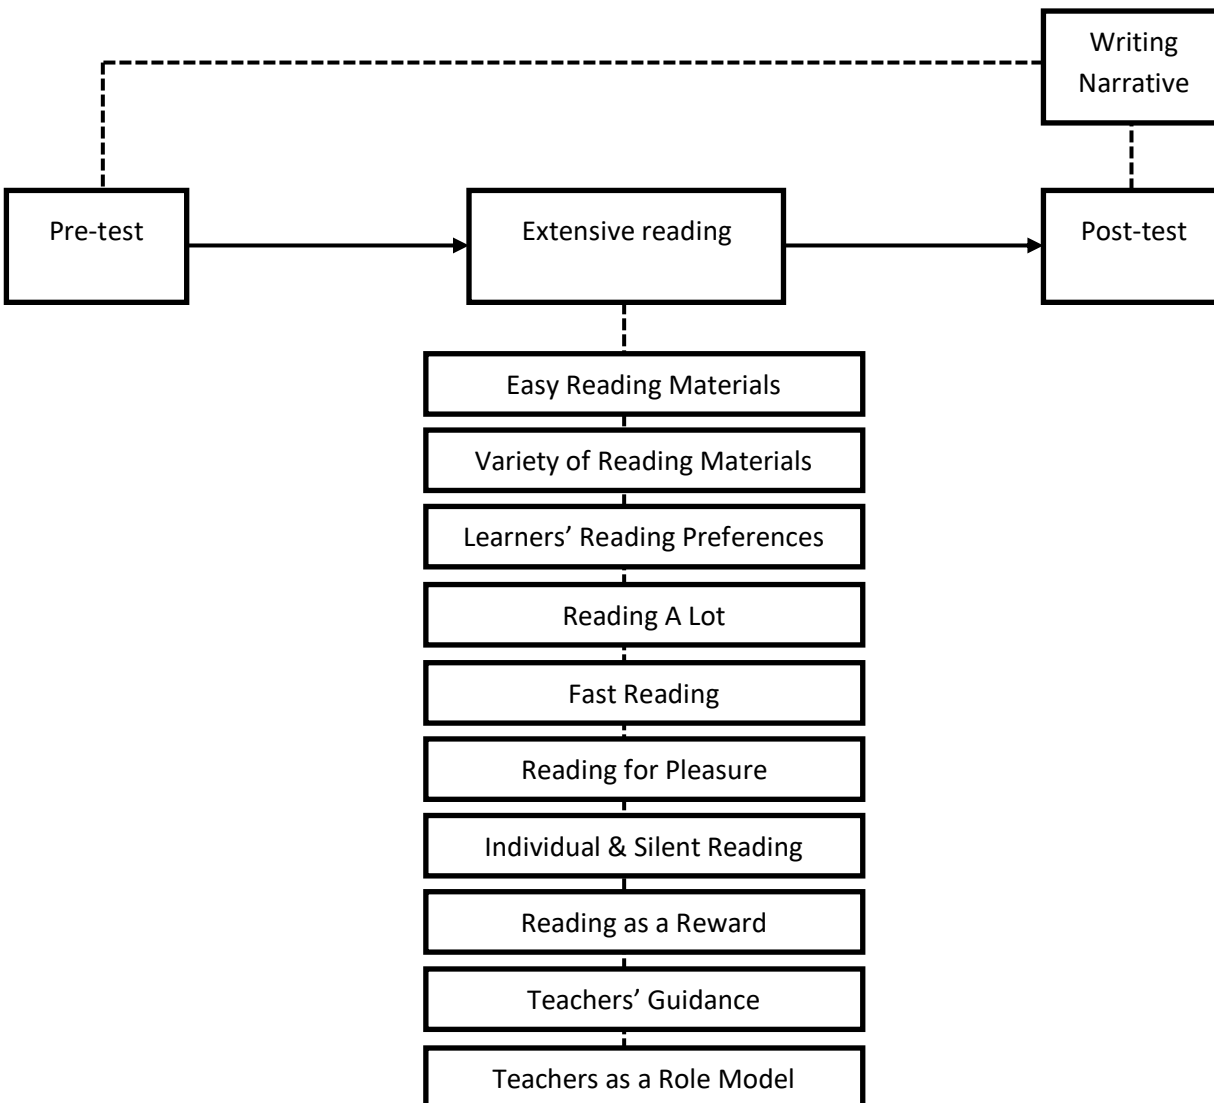 Writing
Narrative
Pre-test
Extensive reading
Post-test
Easy Reading Materials
Variety of Reading Materials
Learners’ Reading Preferences
Reading A Lot
Fast Reading
Reading for Pleasure
Individual & Silent Reading
Reading as a Reward
Teachers’ Guidance
Teachers as a Role Model